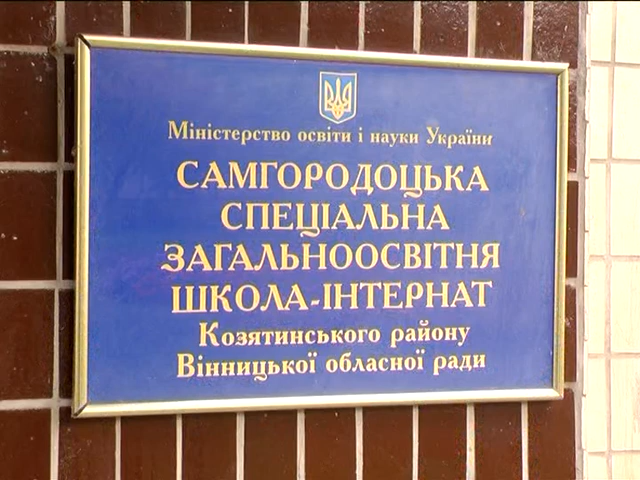 Міністерство освіти і науки України
САМГОРОДОЦЬКА
СПЕЦІАЛЬНА
ЗАГАЛЬНООСВІТНЯ
ШКОЛА-ІНТЕРНАТ
Козятинського району
Вінницької обласної ради